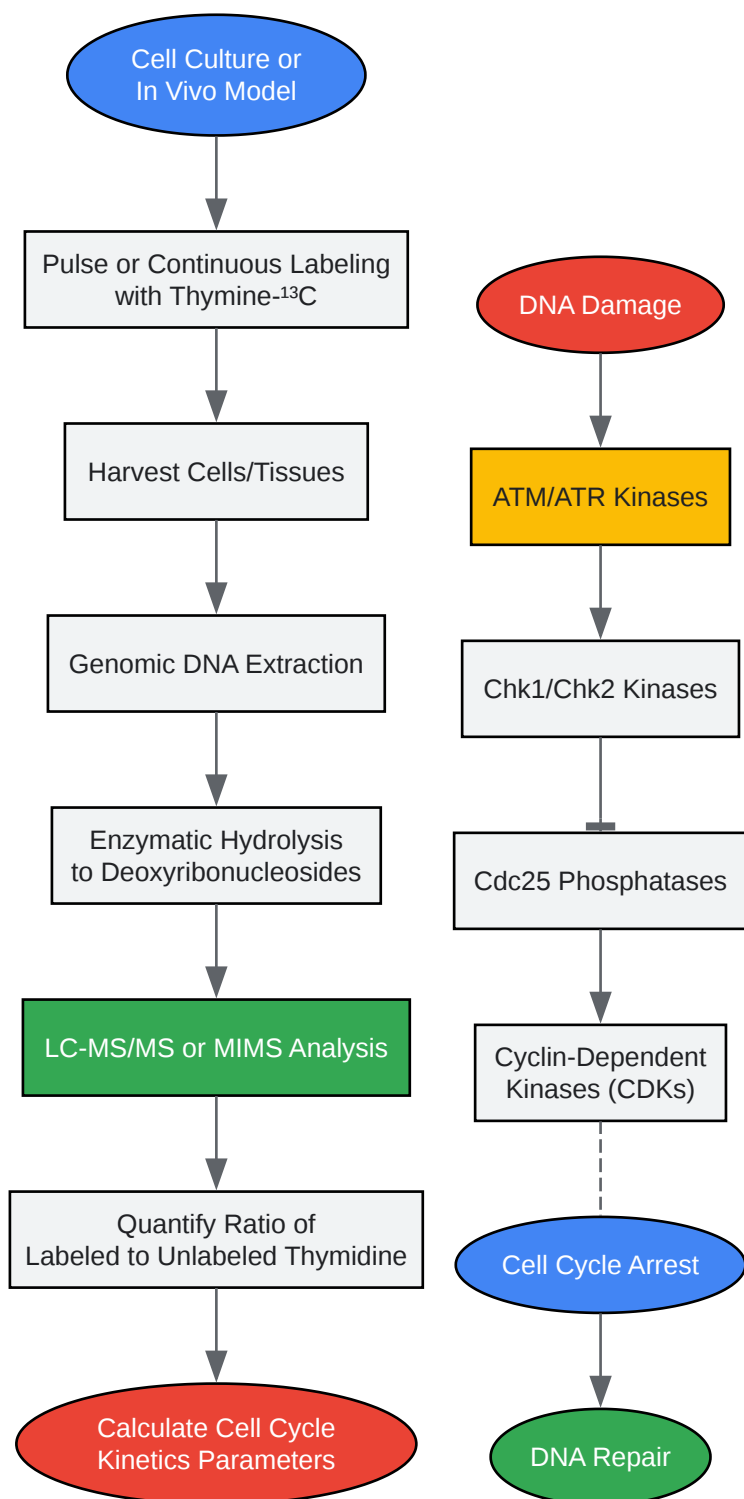 Cell Culture or
In Vivo Model
Pulse or Continuous Labeling
with Thymine-¹³C
Harvest Cells/Tissues
Genomic DNA Extraction
Enzymatic Hydrolysis
to Deoxyribonucleosides
LC-MS/MS or MIMS Analysis
Quantify Ratio of
Labeled to Unlabeled Thymidine
Calculate Cell Cycle
Kinetics Parameters
DNA Damage
ATM/ATR Kinases
Chk1/Chk2 Kinases
Cdc25 Phosphatases
Cyclin-Dependent
Kinases (CDKs)
Cell Cycle Arrest
DNA Repair